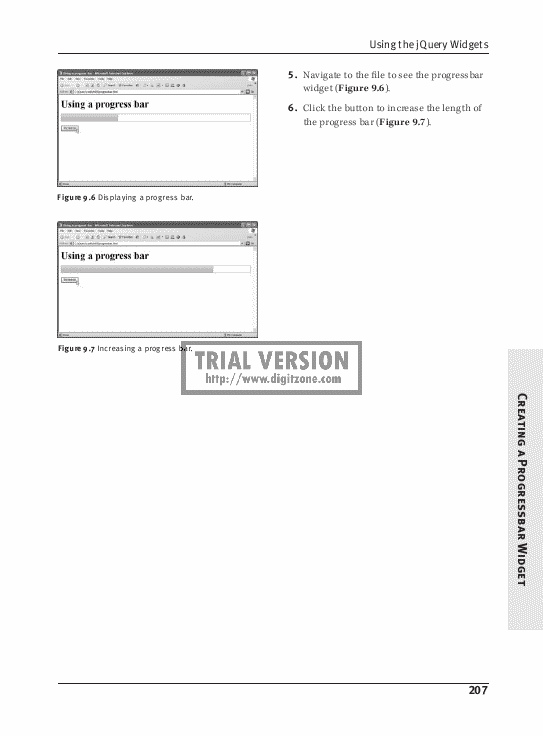 Using the jQuery Widgets
Using a progress bar
Figure 9.6 Displaying a progress bar.
Using a progress bar
Figure 9.7 Increasing a progress bar.
5. Navigate to the file to see the progressbar
widget (Figure 9.6).
6. Click the button to increase the length of
the progress bar (Figure 9.7).
TRIAL VERSION
http://www.digitzone.com
Creating a Progressbar Widget
207